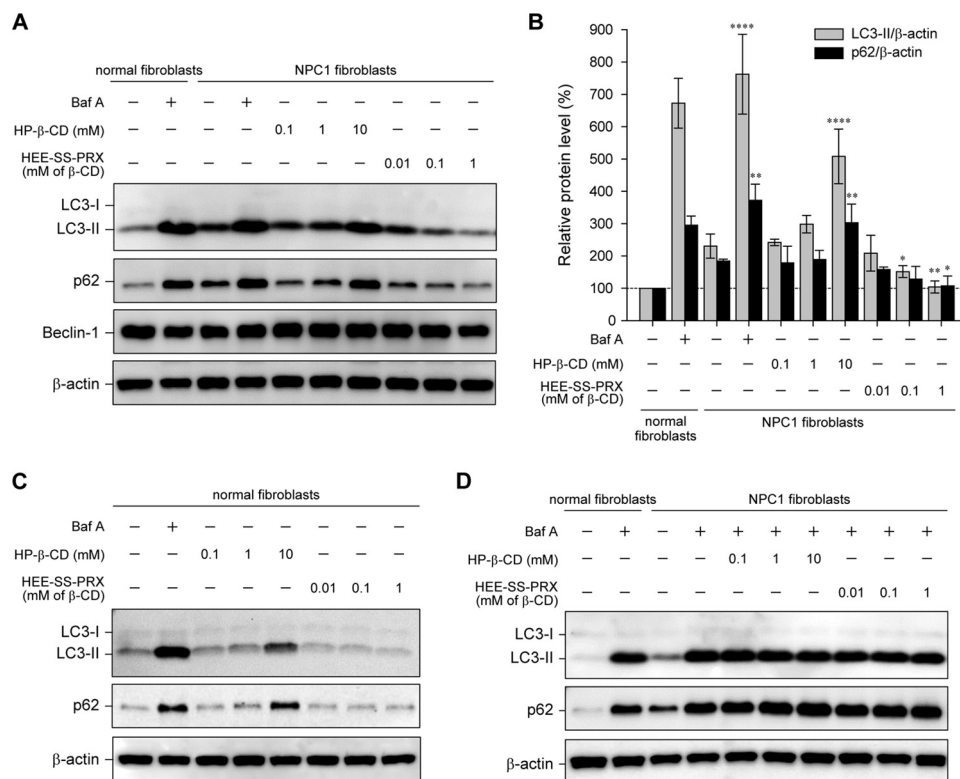 A
normal fibroblasts NPC1 fibroblasts
Baf A – + – + – – – – – –
HP-β-CD (mM) – – – – 0.1 1 10 – – –
HEE-SS-PRX
(mM of β-CD) – – – – – – – 0.01 0.1 1
LC3-I
LC3-II
p62
Beclin-1
β-actin
B
Relative protein level (%)
900
800
700
600
500
400
300
200
100
0
LC3-II/β-actin
p62/β-actin
****
**
****
**
*
**
*
Baf A – + – + – – – – – –
HP-β-CD (mM) – – – – 0.1 1 10 – – –
HEE-SS-PRX
(mM of β-CD) – – – – – – – 0.01 0.1 1
normal
fibroblasts
NPC1 fibroblasts
C
normal fibroblasts
Baf A – + – – – – – –
HP-β-CD (mM) – – 0.1 1 10 – – –
HEE-SS-PRX
(mM of β-CD) – – – – – 0.01 0.1 1
LC3-I
LC3-II
p62
β-actin
D
normal fibroblasts NPC1 fibroblasts
Baf A – + – + + + + + + +
HP-β-CD (mM) – – – – 0.1 1 10 – – –
HEE-SS-PRX
(mM of β-CD) – – – – – – – 0.01 0.1 1
LC3-I
LC3-II
p62
β-actin